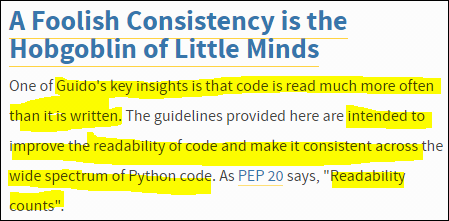 A Foolish Consistency is the
Hobgoblin of Little Minds
One of Guido's key insights is that code is read much more often
than it is written. The guidelines provided here are intended to
improve the readability of code and make it consistent across the
wide spectrum of Python code. As PEP 20 says, "Readability
counts".